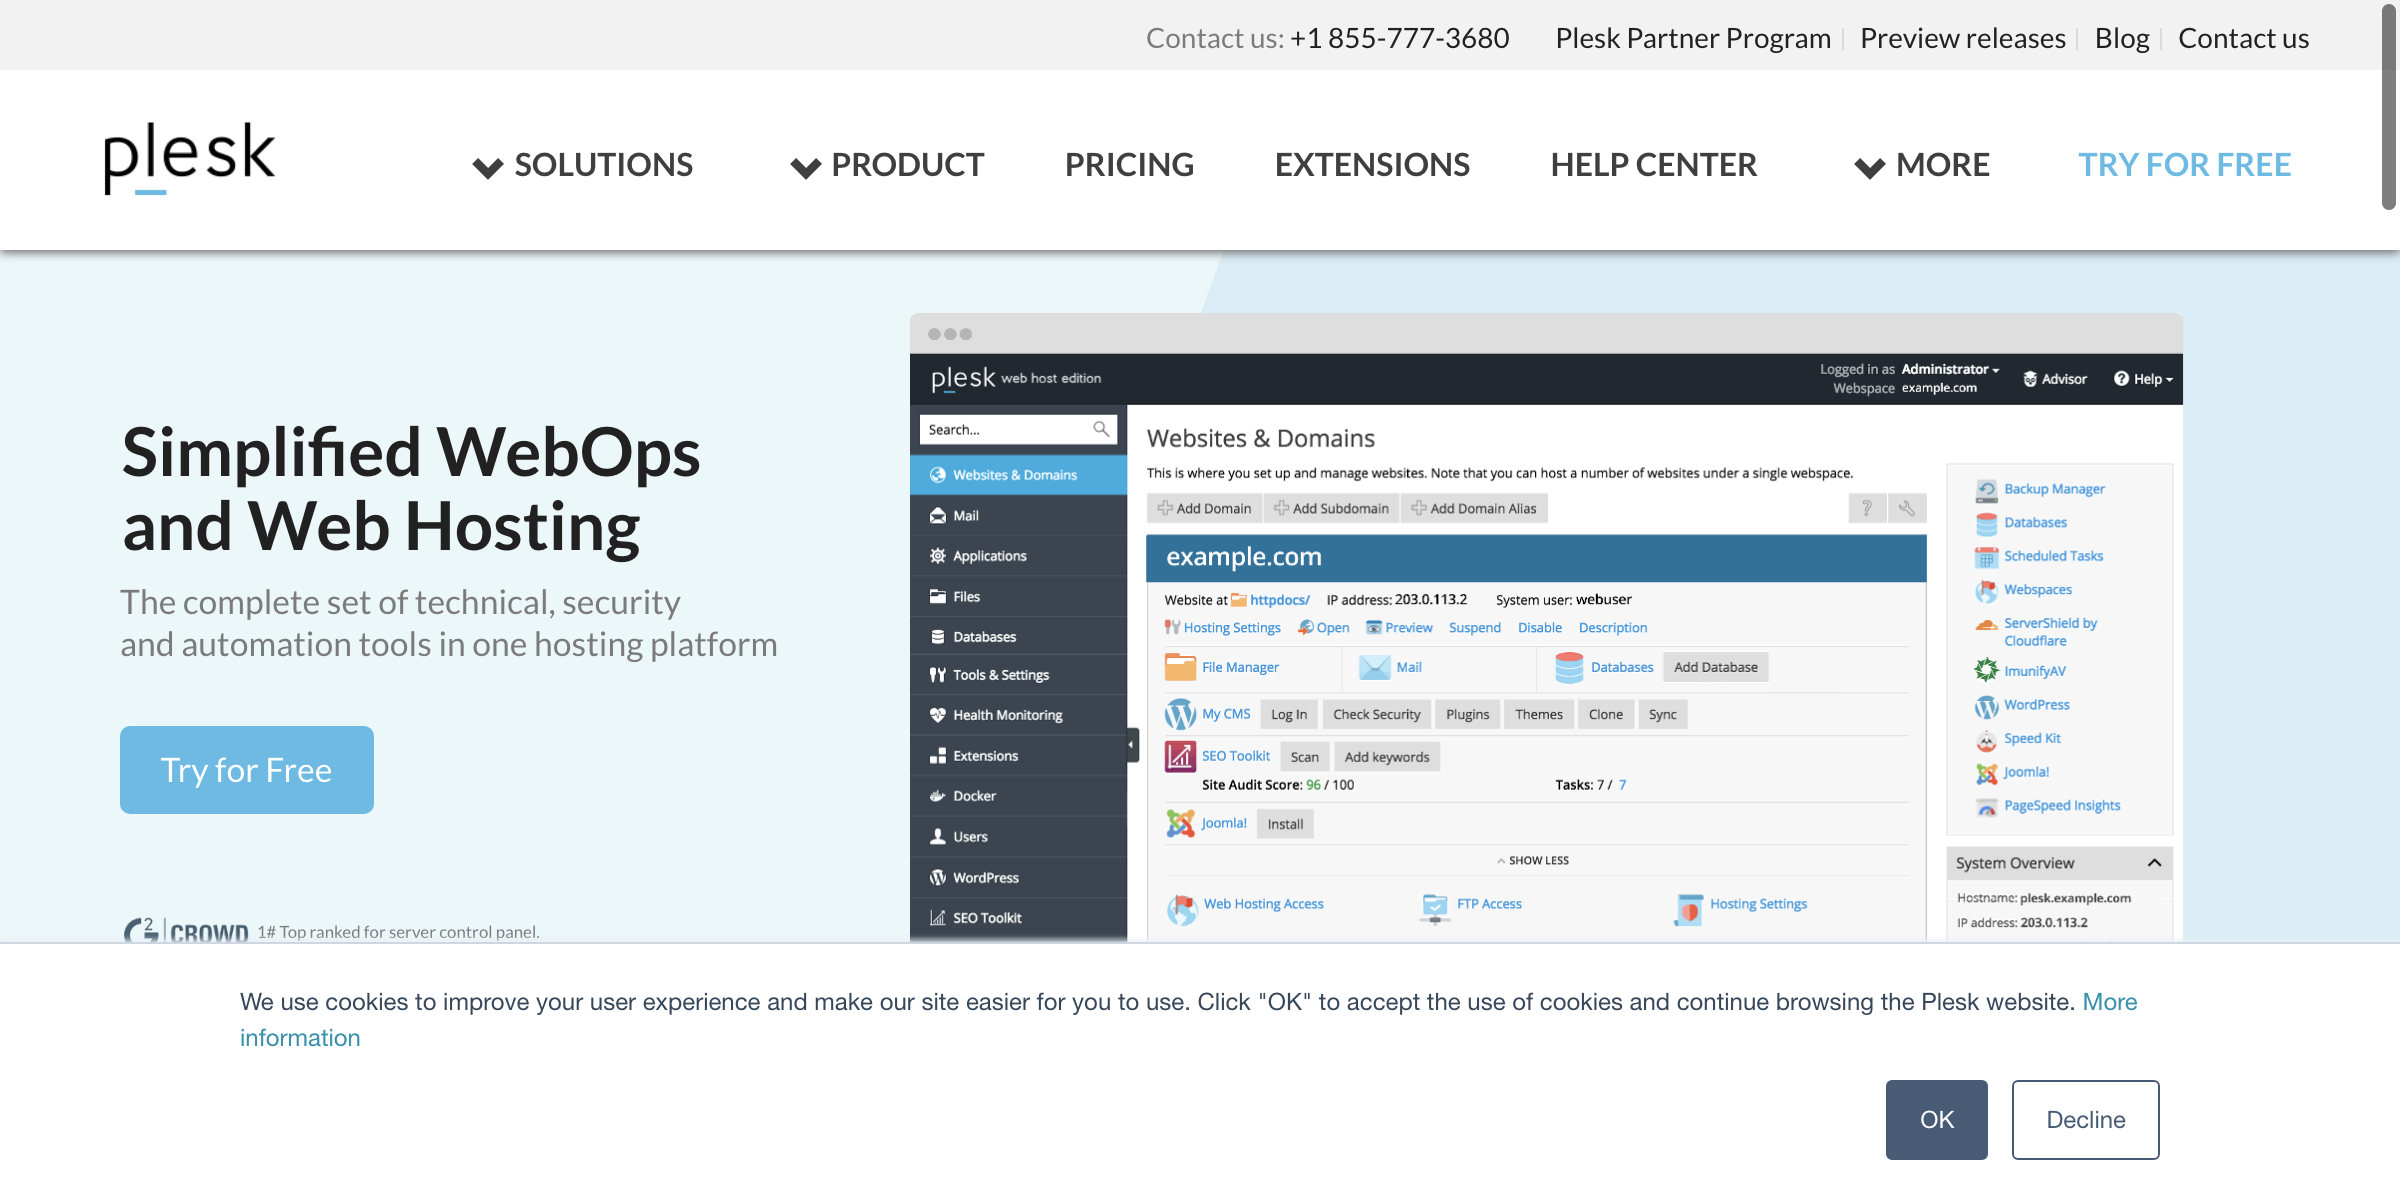 Contact us: +1 855-777-3680 Plesk Partner Program Preview releases Blog Contact us
plesk SOLUTIONS PRODUCT PRICING EXTENSIONS HELP CENTER MORE TRY FOR FREE
Simplified WebOps
and Web Hosting
The complete set of technical, security
and automation tools in one hosting platform
Try for Free
G2 CROWD 1# Top ranked for server control panel.
plesk web host edition
Logged in as Administrator
Webspace example.com
Advisor
Help
Search...
Websites & Domains
Mail
Applications
Files
Databases
Tools & Settings
Health Monitoring
Extensions
Docker
Users
WordPress
SEO Toolkit
Websites & Domains
This is where you set up and manage websites. Note that you can host a number of websites under a single webspace.
Add Domain Add Subdomain Add Domain Alias ?
example.com
Website at httpdocs/ IP address: 203.0.113.2 System user: webuser
Hosting Settings Open Preview Suspend Disable Description
File Manager Mail Databases Add Database
My CMS Log In Check Security Plugins Themes Clone Sync
SEO Toolkit Scan Add keywords
Site Audit Score: 96 / 100 Tasks: 7 / 7
Joomla! Install
SHOW LESS
Web Hosting Access FTP Access Hosting Settings
Backup Manager
Databases
Scheduled Tasks
Webspaces
ServerShield by
Cloudflare
ImunifyAV
WordPress
Speed Kit
Joomla!
PageSpeed Insights
System Overview
Hostname: plesk.example.com
IP address: 203.0.113.2
We use cookies to improve your user experience and make our site easier for you to use. Click "OK" to accept the use of cookies and continue browsing the Plesk website. More
information
OK Decline